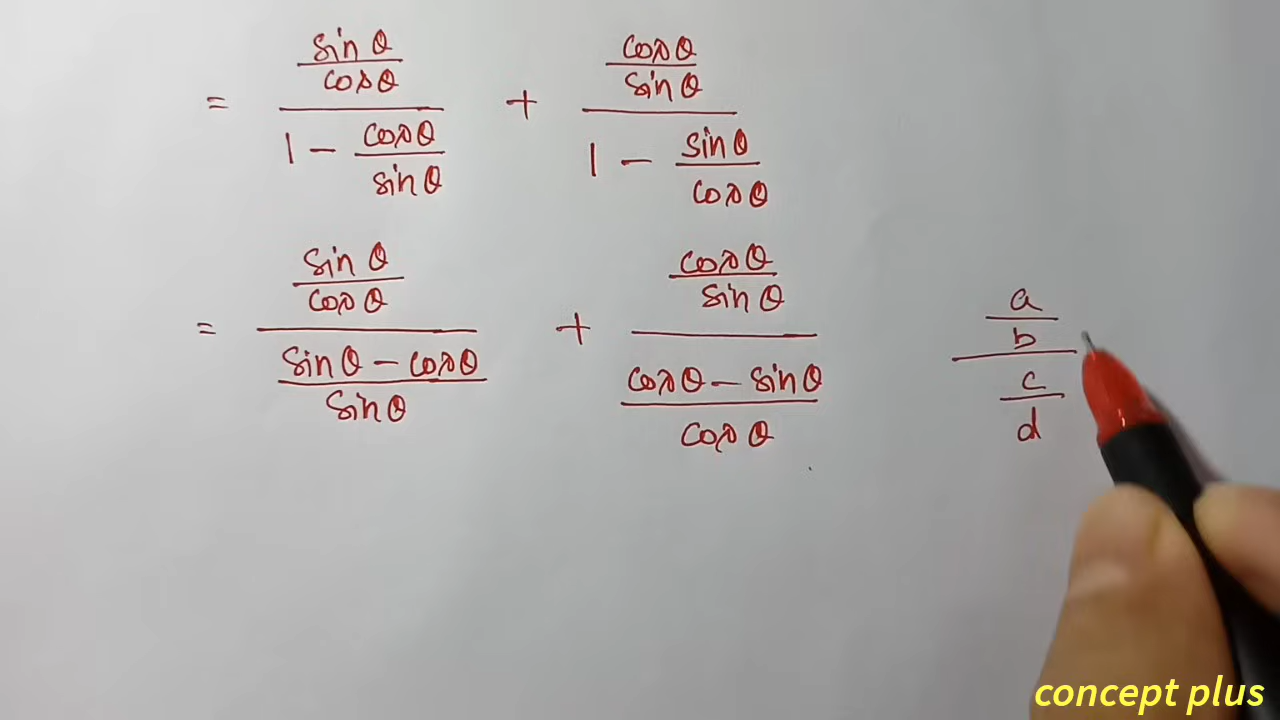 = (sin θ / cos θ) / (1 − cos θ / sin θ) + (cos θ / sin θ) / (1 − sin θ / cos θ)
= (sin θ / cos θ) / ((sin θ − cos θ) / sin θ) + (cos θ / sin θ) / ((cos θ − sin θ) / cos θ)
(a / b) / (c / d)
concept plus